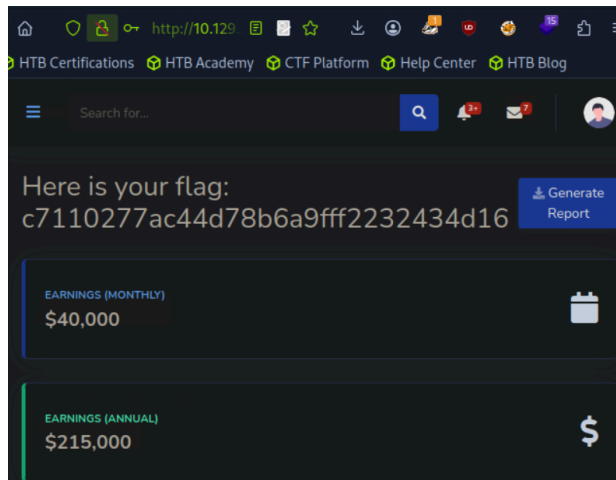 http://10.129.
15
HTB Certifications HTB Academy CTF Platform Help Center HTB Blog
Search for...
3+
7
Here is your flag:
c7110277ac44d78b6a9fff2232434d16
Generate
Report
EARNINGS (MONTHLY)
$40,000
EARNINGS (ANNUAL)
$215,000